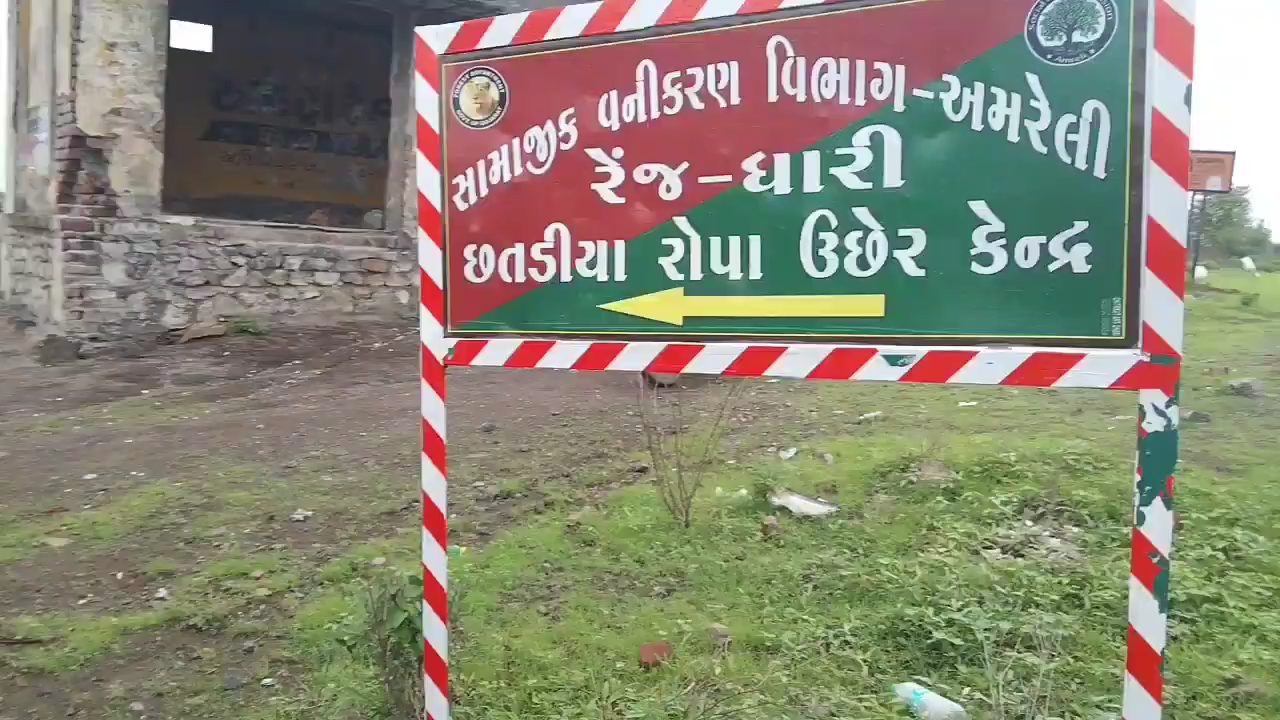 સામાજીક વનીકરણ વિભાગ-અમરેલી
રેંજ-ધારી
છતડીયા રોપા ઉછેર કેન્દ્ર